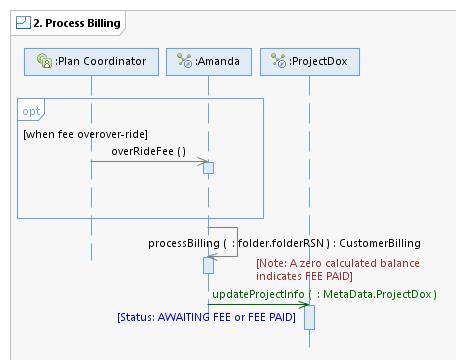 2. Process Billing
:Plan Coordinator
:Amanda
:ProjectDox
opt
[when fee overover-ride]
overRideFee ( )
processBilling (  : folder.folderRSN) : CustomerBilling
[Note: A zero calculated balance
indicates FEE PAID]
updateProjectInfo (  : MetaData.ProjectDox )
[Status: AWAITING FEE or FEE PAID]